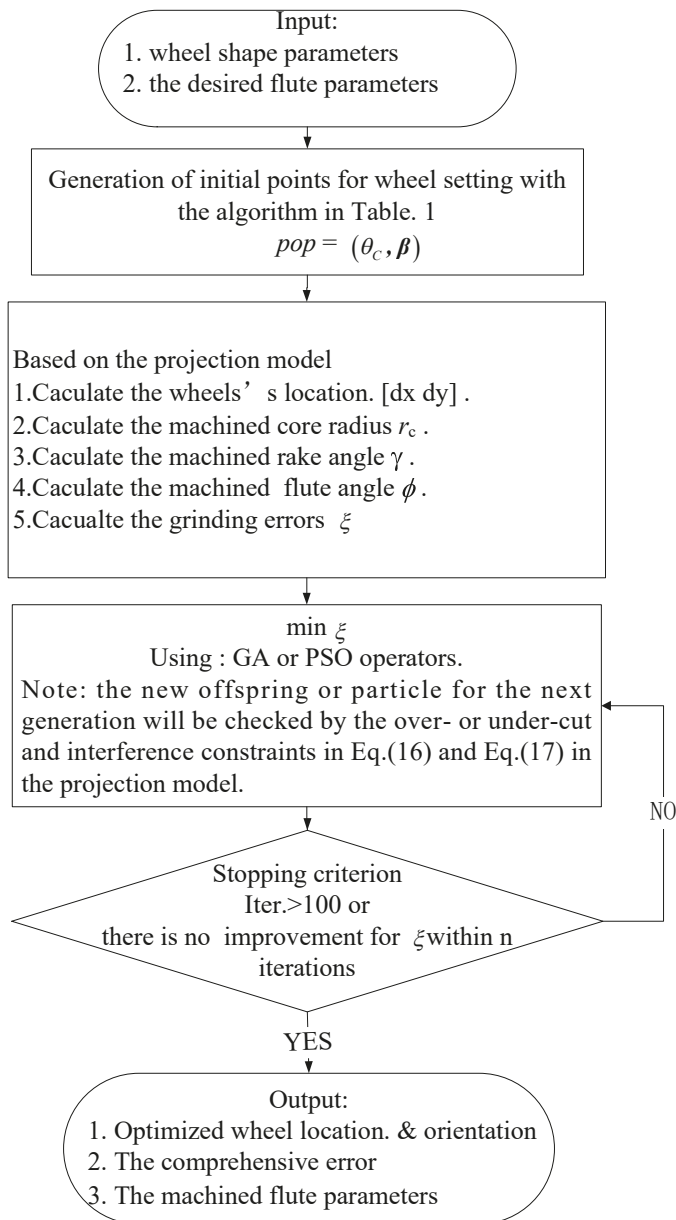 Input:
1. wheel shape parameters
2. the desired flute parameters
Generation of initial points for wheel setting with
the algorithm in Table. 1
pop = (θ_C, β)
Based on the projection model
1.Caculate the wheels’ s location. [dx dy] .
2.Caculate the machined core radius r_c .
3.Caculate the machined rake angle γ .
4.Caculate the machined flute angle ϕ .
5.Cacualte the grinding errors ξ
min ξ
Using : GA or PSO operators.
Note: the new offspring or particle for the next
generation will be checked by the over- or under-cut
and interference constraints in Eq.(16) and Eq.(17) in
the projection model.
NO
Stopping criterion
Iter.>100 or
there is no improvement for ξ within n
iterations
YES
Output:
1. Optimized wheel location. & orientation
2. The comprehensive error
3. The machined flute parameters